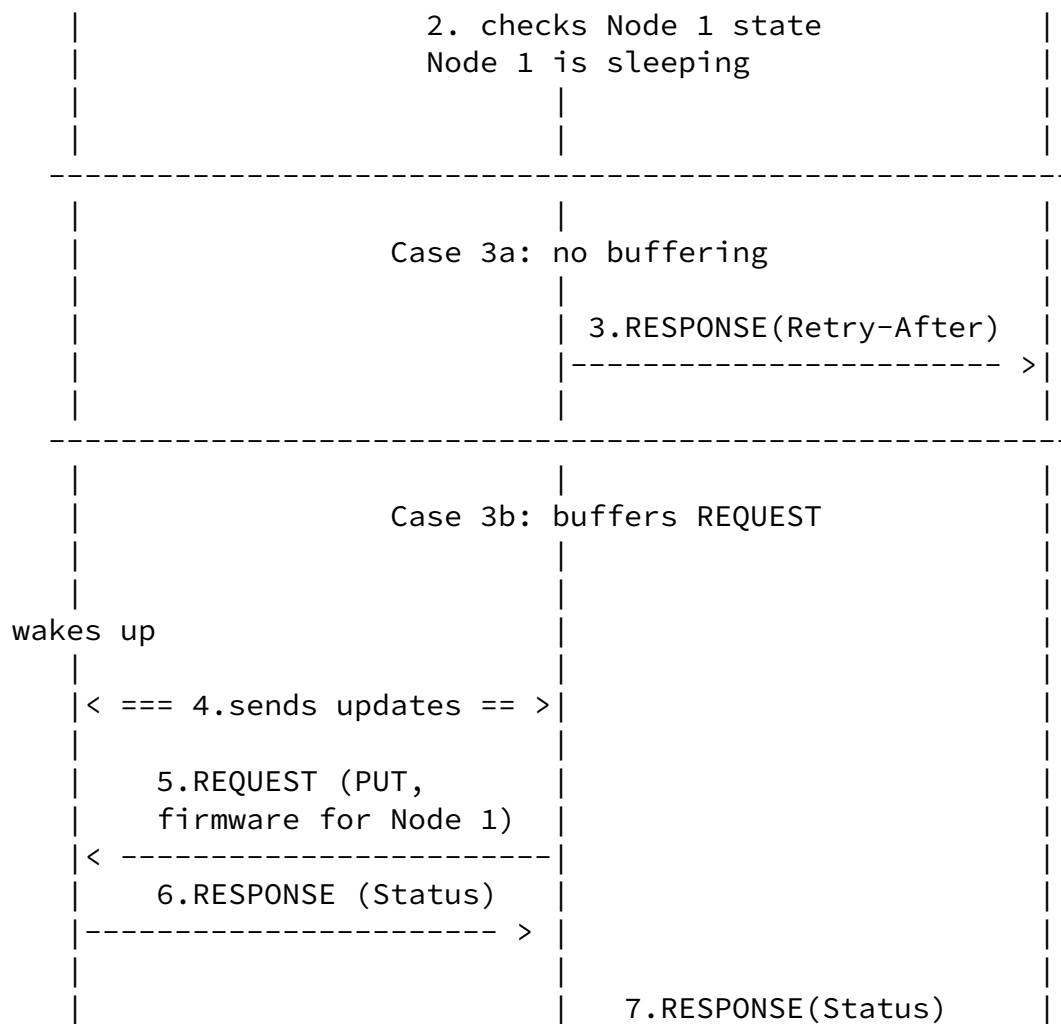 2. checks Node 1 state
Node 1 is sleeping
Case 3a: no buffering
3.RESPONSE(Retry-After)
Case 3b: buffers REQUEST
wakes up
< === 4.sends updates == >
5.REQUEST (PUT,
firmware for Node 1)
6.RESPONSE (Status)
7.RESPONSE(Status)